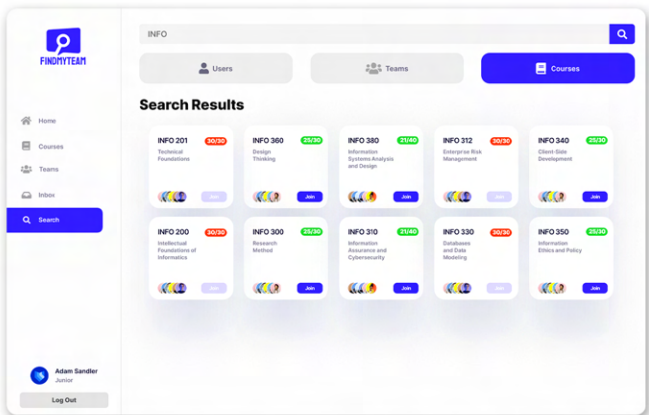 FINDMYTEAM
INFO
Users
Teams
Courses
Home
Courses
Teams
Inbox
Search
Search Results
INFO 201
30/30
Technical
Foundations
Join
INFO 360
25/30
Design
Thinking
Join
INFO 380
21/40
Information
Systems Analysis
and Design
Join
INFO 312
30/30
Enterprise Risk
Management
Join
INFO 340
25/30
Client-Side
Development
Join
INFO 200
30/30
Intellectual
Foundations of
Informatics
Join
INFO 300
25/30
Research
Method
Join
INFO 310
21/40
Information
Assurance and
Cybersecurity
Join
INFO 330
30/30
Databases
and Data
Modeling
Join
INFO 350
25/30
Information
Ethics and Policy
Join
Adam Sandler
Junior
Log Out